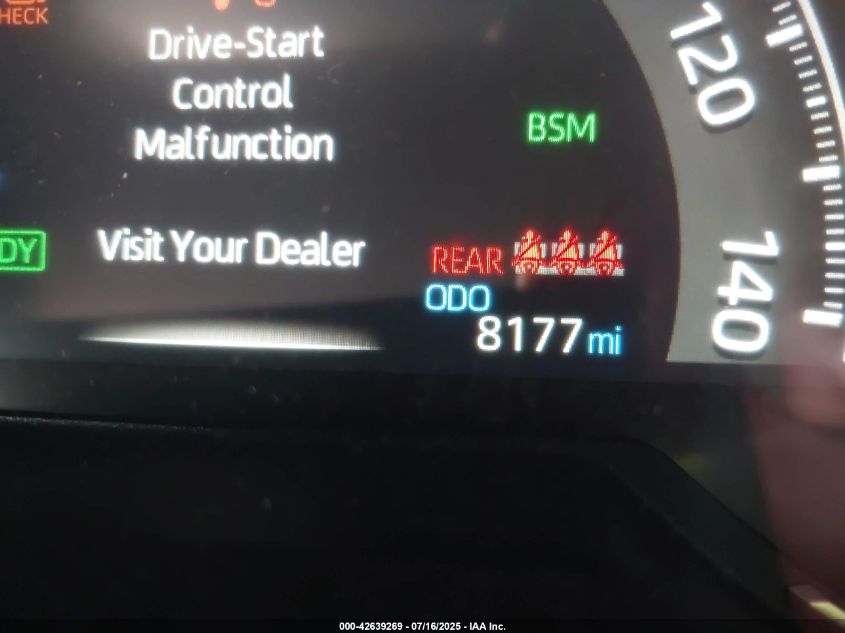 CHECK
Drive-Start
Control
Malfunction
BSM
120
DY
Visit Your Dealer
REAR
ODO
8177 mi
140
000-42639269 - 07/16/2025 - IAA Inc.